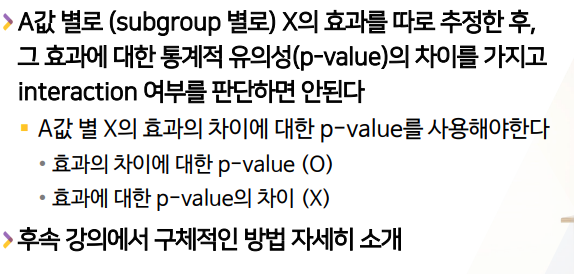 A값 별로 (subgroup 별로) X의 효과를 따로 추정한 후,
그 효과에 대한 통계적 유의성(p-value)의 차이를 가지고
interaction 여부를 판단하면 안된다
A값 별 X의 효과의 차이에 대한 p-value를 사용해야한다
효과의 차이에 대한 p-value (O)
효과에 대한 p-value의 차이 (X)
후속 강의에서 구체적인 방법 자세히 소개